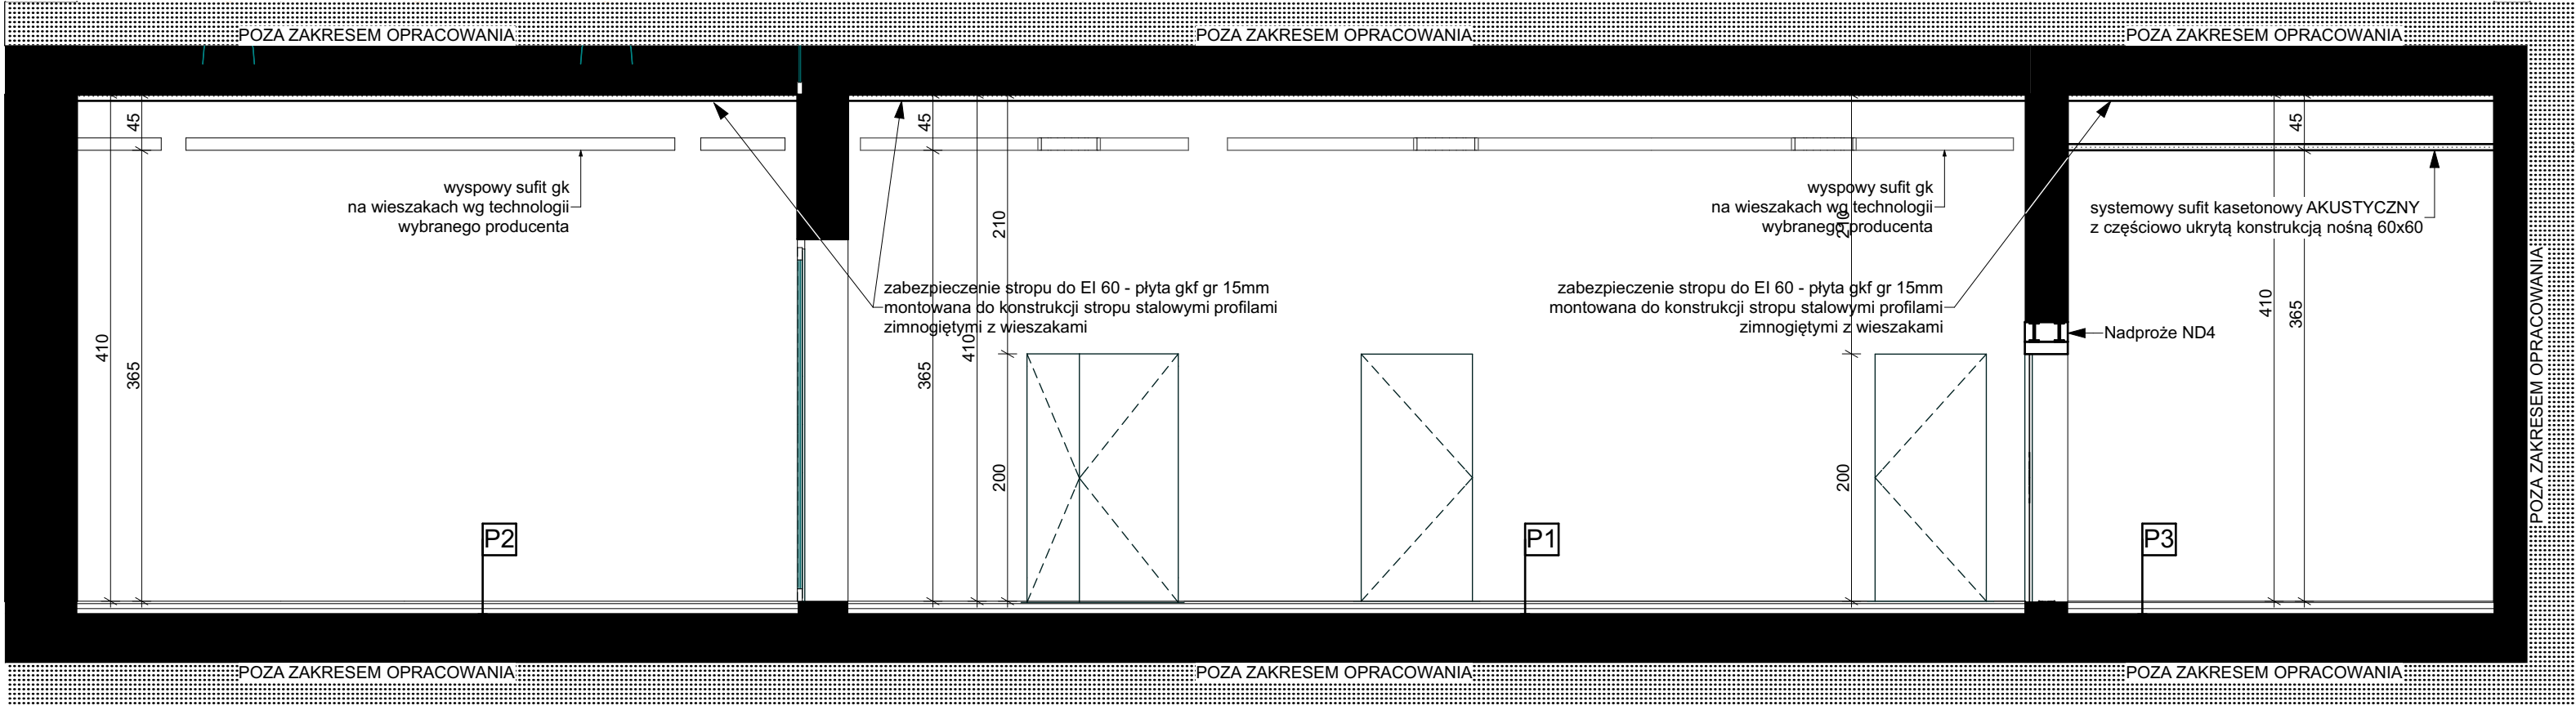 POZA ZAKRESEM OPRACOWANIA
POZA ZAKRESEM OPRACOWANIA
POZA ZAKRESEM OPRACOWANIA
45
45
45
wyspowy sufit gk
na wieszakach wg technologii
wybranego producenta
wyspowy sufit gk
na wieszakach wg technologii
wybranego producenta
systemowy sufit kasetonowy AKUSTYCZNY
z częściowo ukrytą konstrukcją nośną 60x60
210
210
zabezpieczenie stropu do EI 60 - płyta gkf gr 15mm
montowana do konstrukcji stropu stalowymi profilami
zimnogiętymi z wieszakami
zabezpieczenie stropu do EI 60 - płyta gkf gr 15mm
montowana do konstrukcji stropu stalowymi profilami
zimnogiętymi z wieszakami
Nadproże ND4
410
365
365
410
410
365
200
200
P2
P1
P3
POZA ZAKRESEM OPRACOWANIA
POZA ZAKRESEM OPRACOWANIA
POZA ZAKRESEM OPRACOWANIA
POZA ZAKRESEM OPRACOWANIA